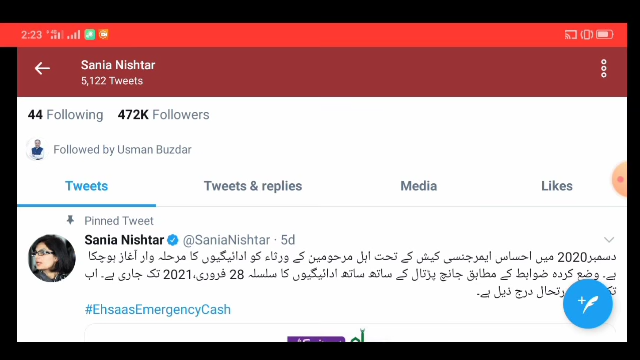 2:23
Sania Nishtar
5,122 Tweets
44 Following 472K Followers
Followed by Usman Buzdar
Tweets Tweets & replies Media Likes
Pinned Tweet
Sania Nishtar @SaniaNishtar · 5d
دسمبر2020 میں احساس ایمرجنسی کیش کے تحت اہل مرحومین کے ورثاء کو ادائیگیوں کا مرحلہ وار آغاز ہوچکا
ہے۔ وضع کردہ ضوابط کے مطابق جانچ پڑتال کے ساتھ ساتھ ادائیگیوں کا سلسلہ 28 فروری،2021 تک جاری ہے۔ اب
درج ذیل ہے۔
#EhsaasEmergencyCash